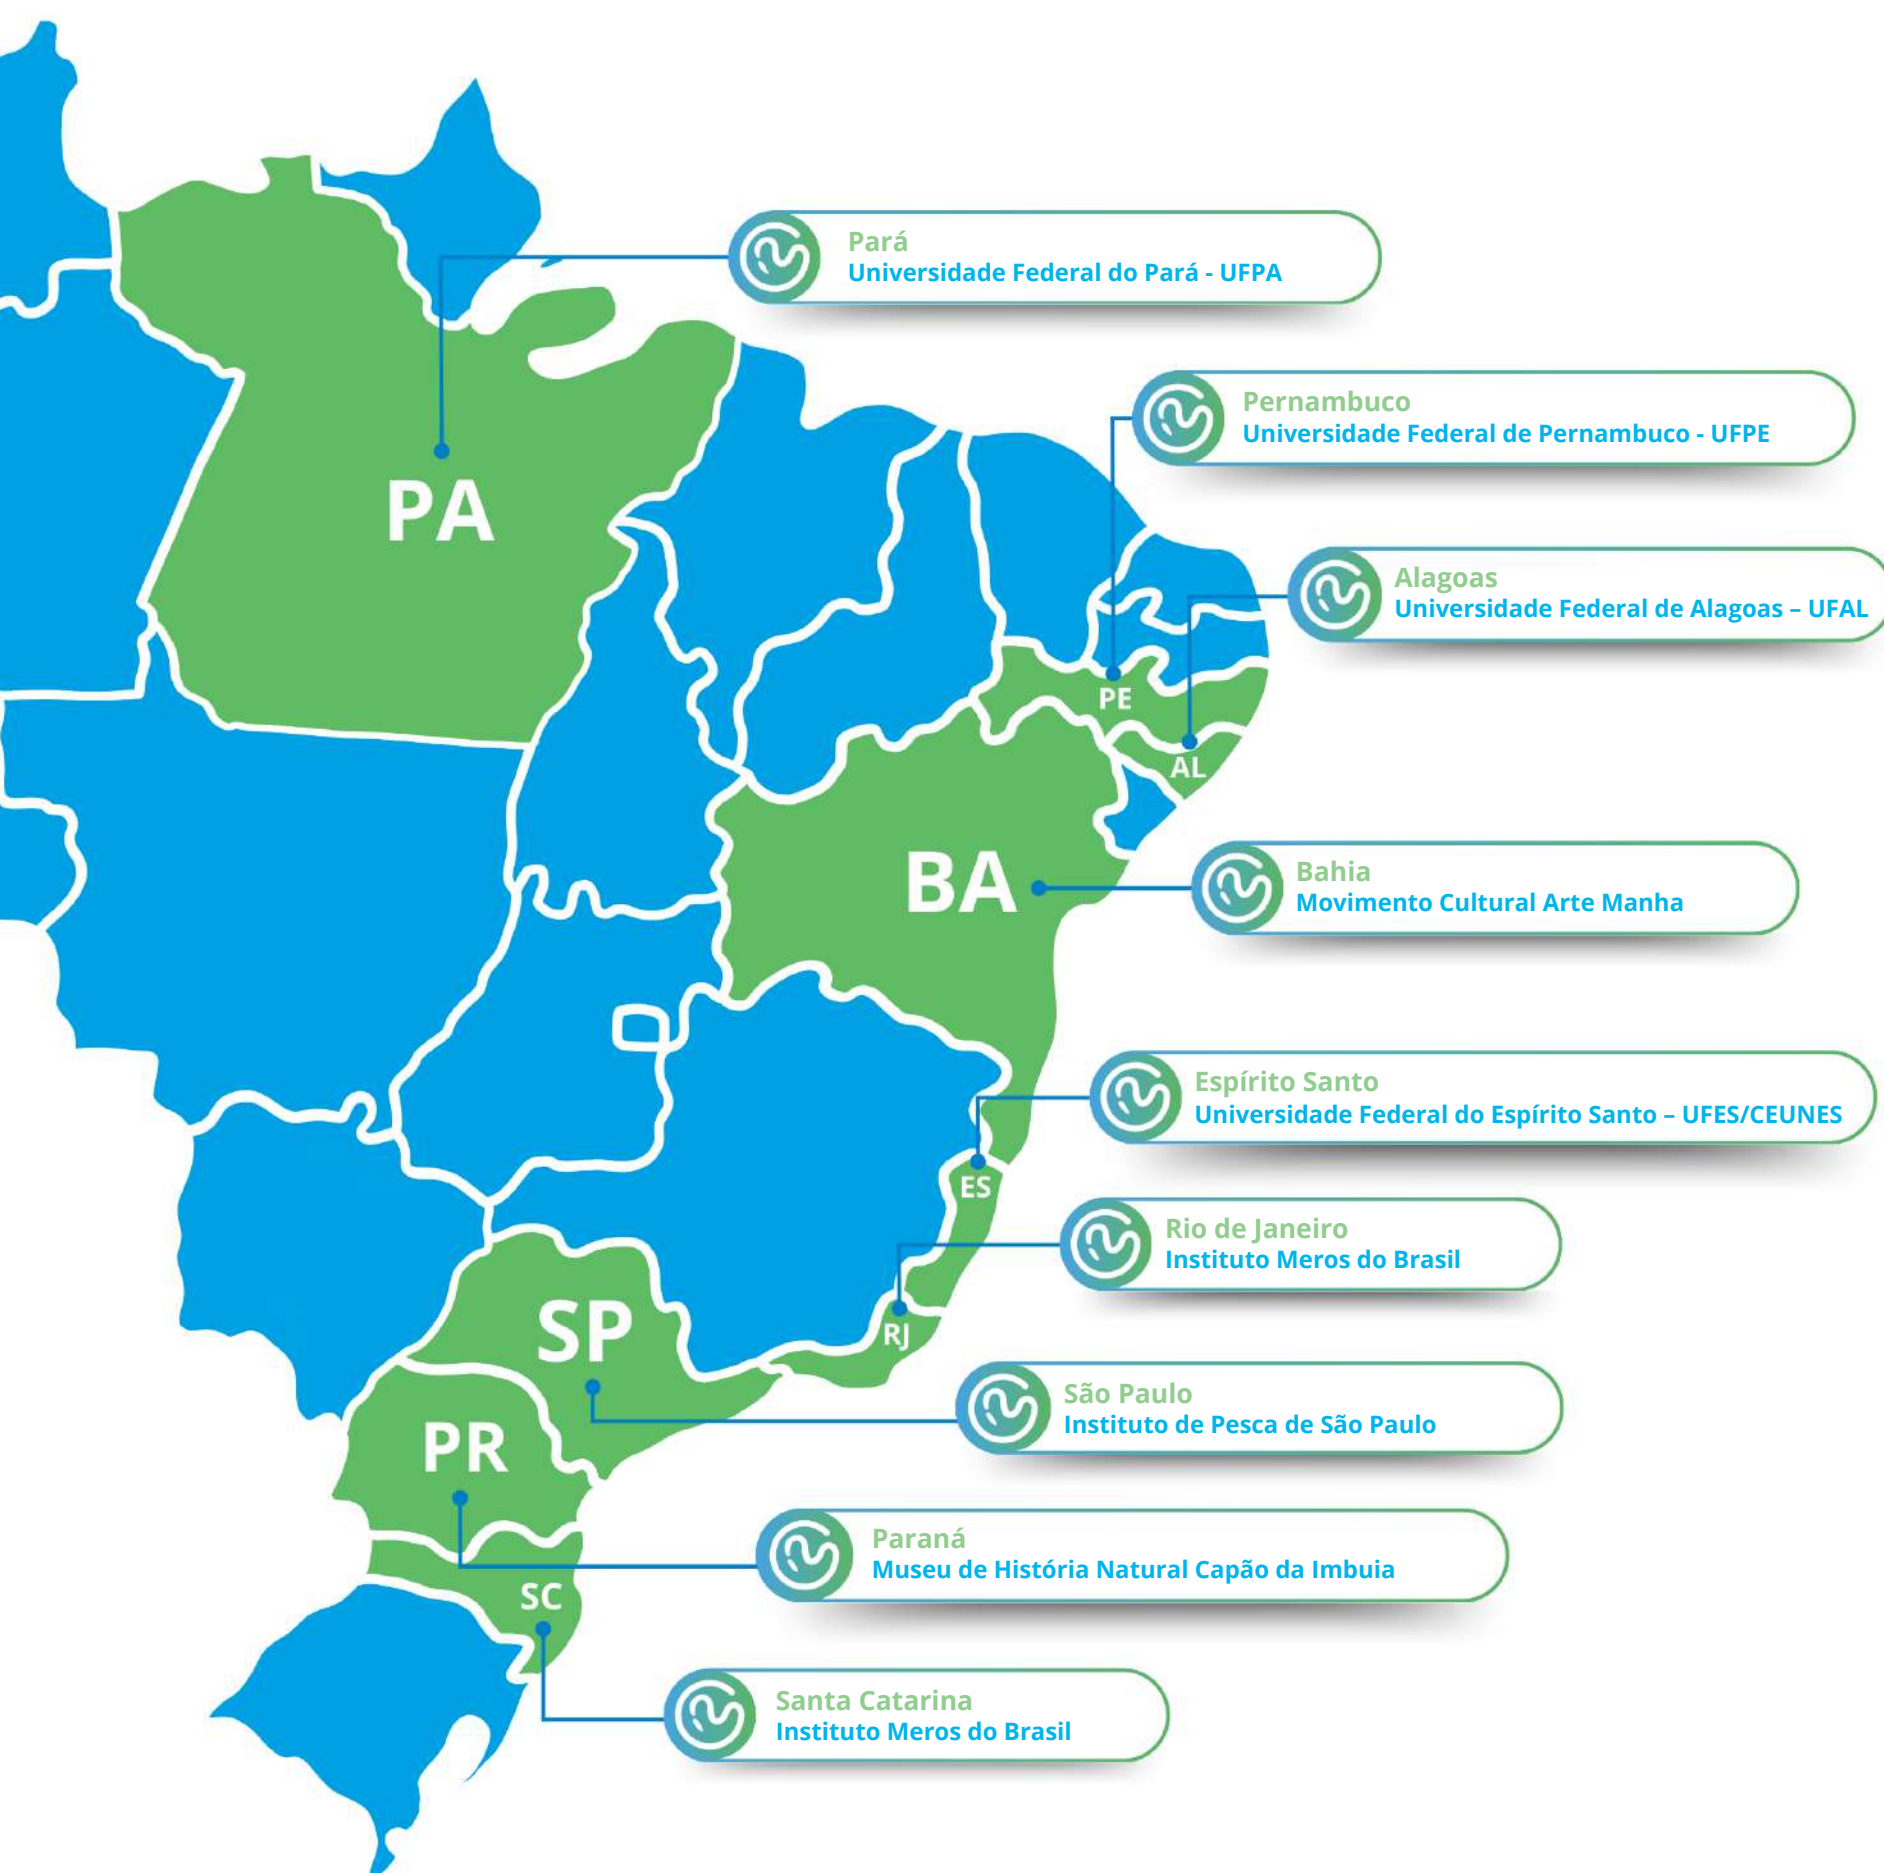 Pará
Universidade Federal do Pará - UFPA
Pernambuco
Universidade Federal de Pernambuco - UFPE
PA
Alagoas
Universidade Federal de Alagoas – UFAL
PE
AL
BA
Bahia
Movimento Cultural Arte Manha
Espírito Santo
Universidade Federal do Espírito Santo – UFES/CEUNES
ES
Rio de Janeiro
Instituto Meros do Brasil
SP
RJ
São Paulo
Instituto de Pesca de São Paulo
PR
Paraná
Museu de História Natural Capão da Imbuia
SC
Santa Catarina
Instituto Meros do Brasil